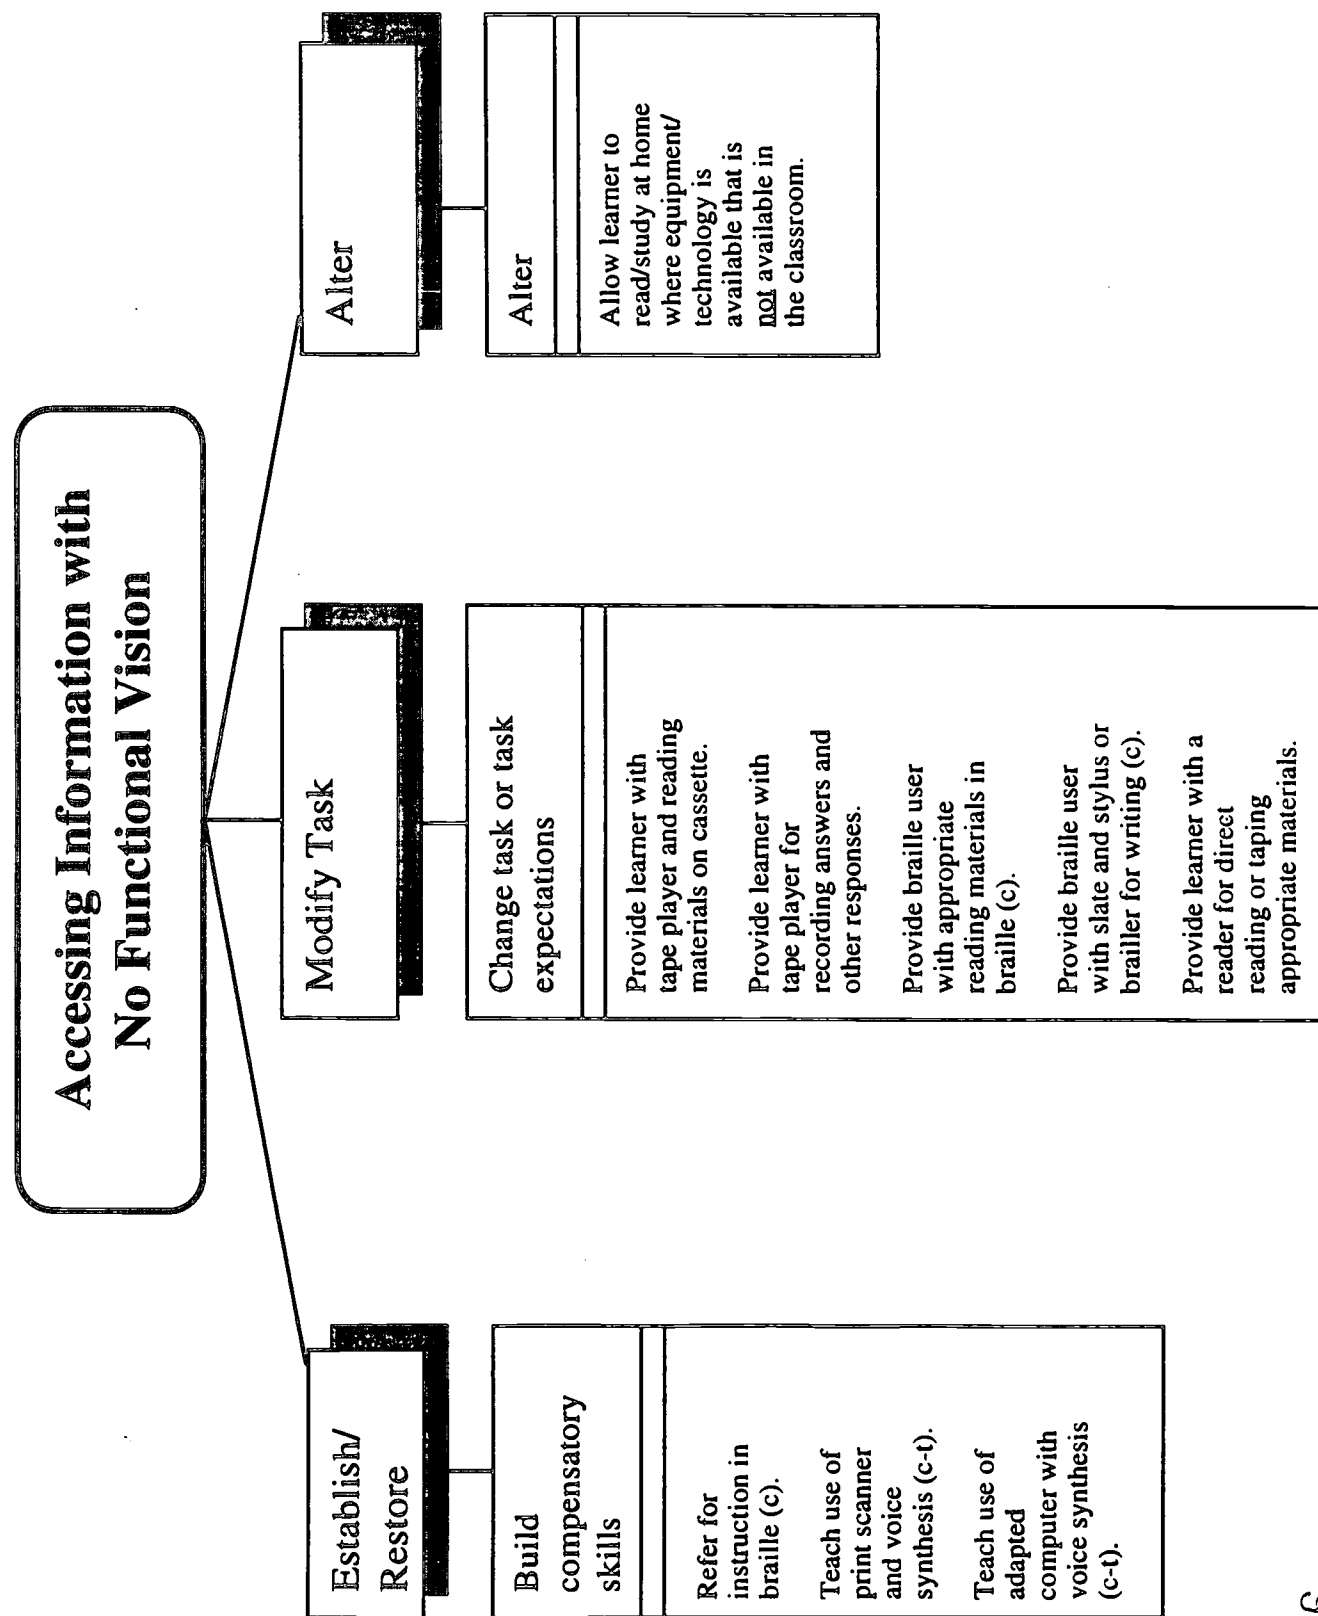 Accessing Information with
No Functional Vision
Establish/
Restore
Build
compensatory
skills
Refer for
instruction in
braille (c).
Teach use of
print scanner
and voice
synthesis (c-t).
Teach use of
adapted
computer with
voice synthesis
(c-t).
Modify Task
Change task or task
expectations
Provide learner with
tape player and reading
materials on cassette.
Provide learner with
tape player for
recording answers and
other responses.
Provide braille user
with appropriate
reading materials in
braille (c).
Provide braille user
with slate and stylus or
brailler for writing (c).
Provide learner with a
reader for direct
reading or taping
appropriate materials.
Alter
Alter
Allow learner to
read/study at home
where equipment/
technology is
available that is
not available in
the classroom.